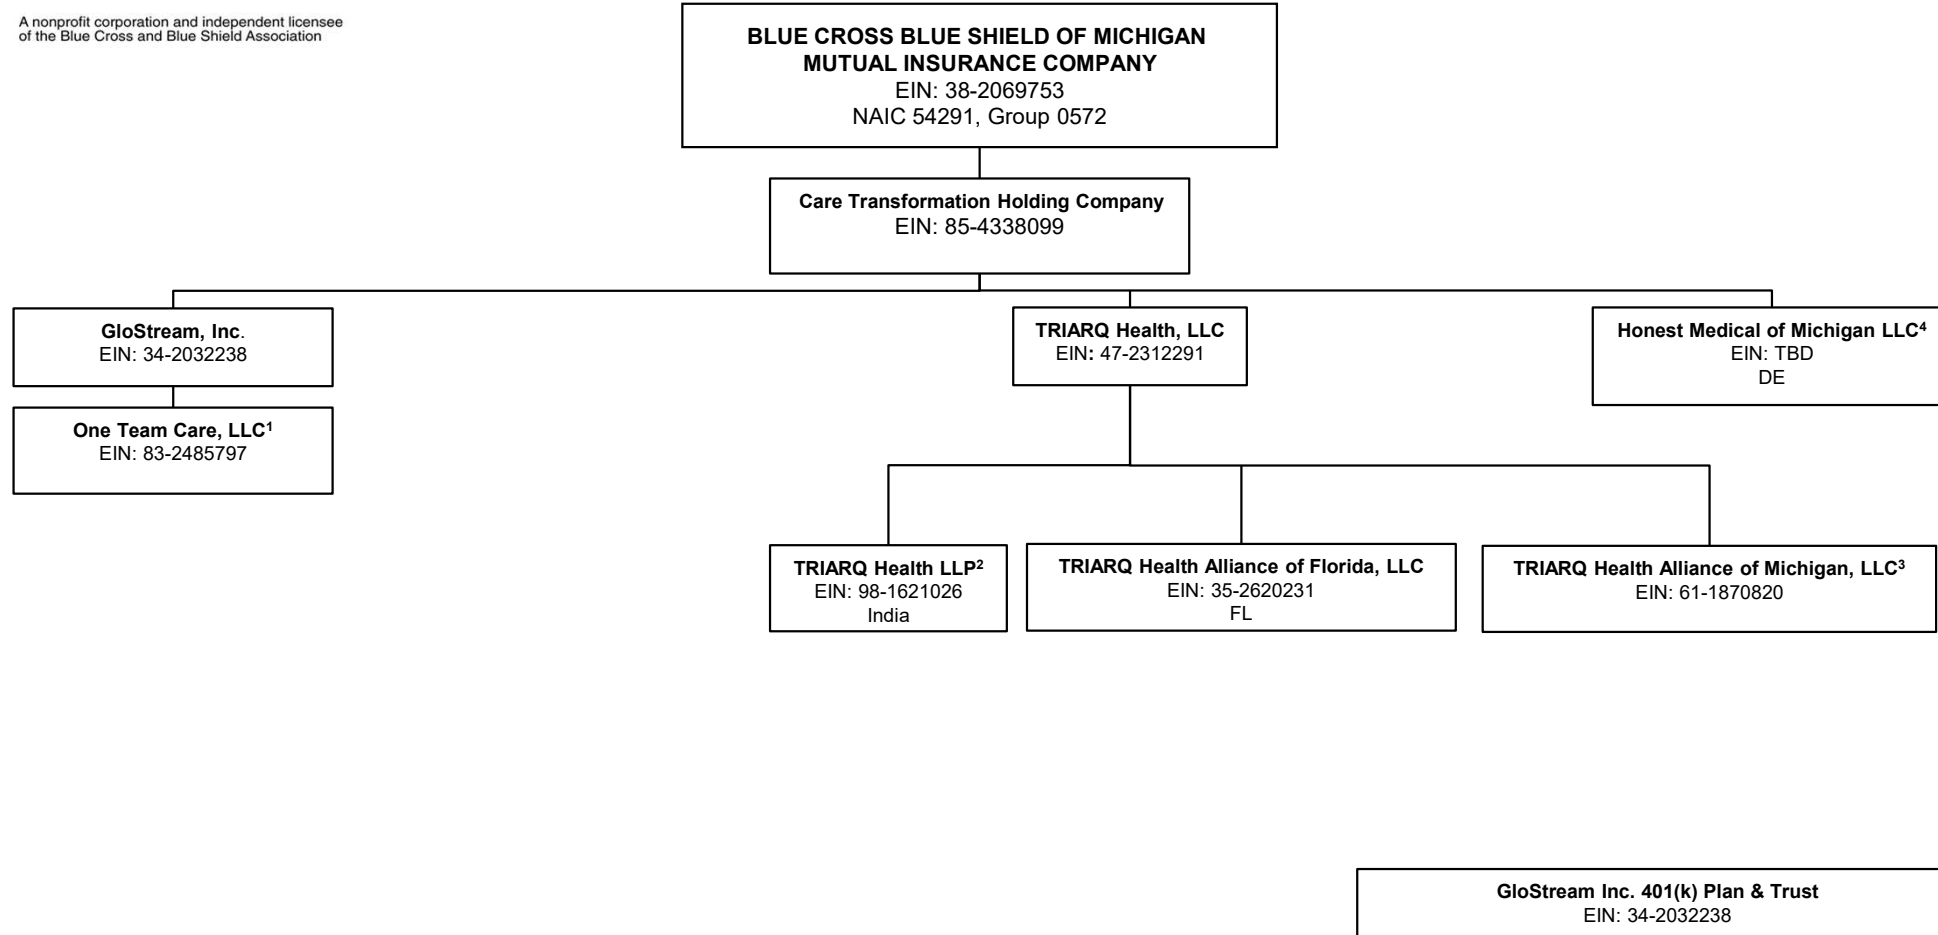 A nonprofit corporation and independent licensee
of the Blue Cross and Blue Shield Association
BLUE CROSS BLUE SHIELD OF MICHIGAN
MUTUAL INSURANCE COMPANY
EIN: 38-2069753
NAIC 54291, Group 0572
Care Transformation Holding Company
EIN: 85-4338099
GloStream, Inc.
EIN: 34-2032238
TRIARQ Health, LLC
EIN: 47-2312291
Honest Medical of Michigan LLC⁴
EIN: TBD
DE
One Team Care, LLC¹
EIN: 83-2485797
TRIARQ Health LLP²
EIN: 98-1621026
India
TRIARQ Health Alliance of Florida, LLC
EIN: 35-2620231
FL
TRIARQ Health Alliance of Michigan, LLC³
EIN: 61-1870820
GloStream Inc. 401(k) Plan & Trust
EIN: 34-2032238